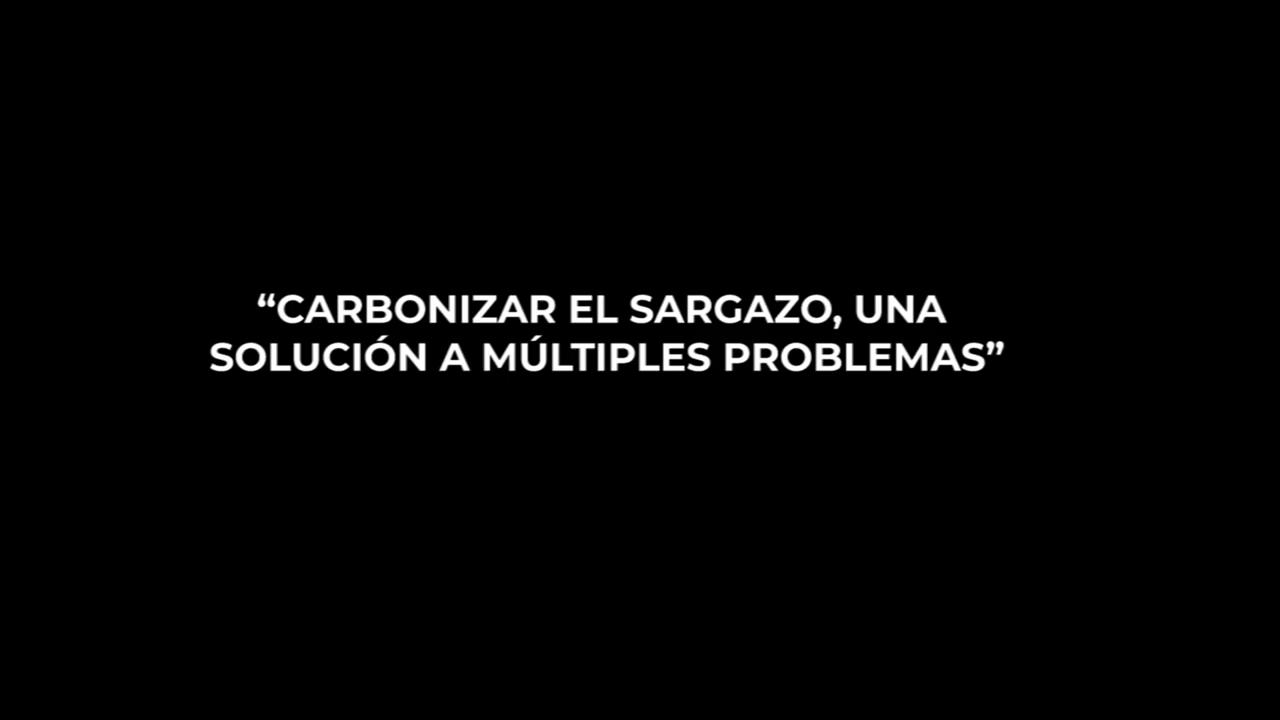 “CARBONIZAR EL SARGAZO, UNA
SOLUCIÓN A MÚLTIPLES PROBLEMAS”